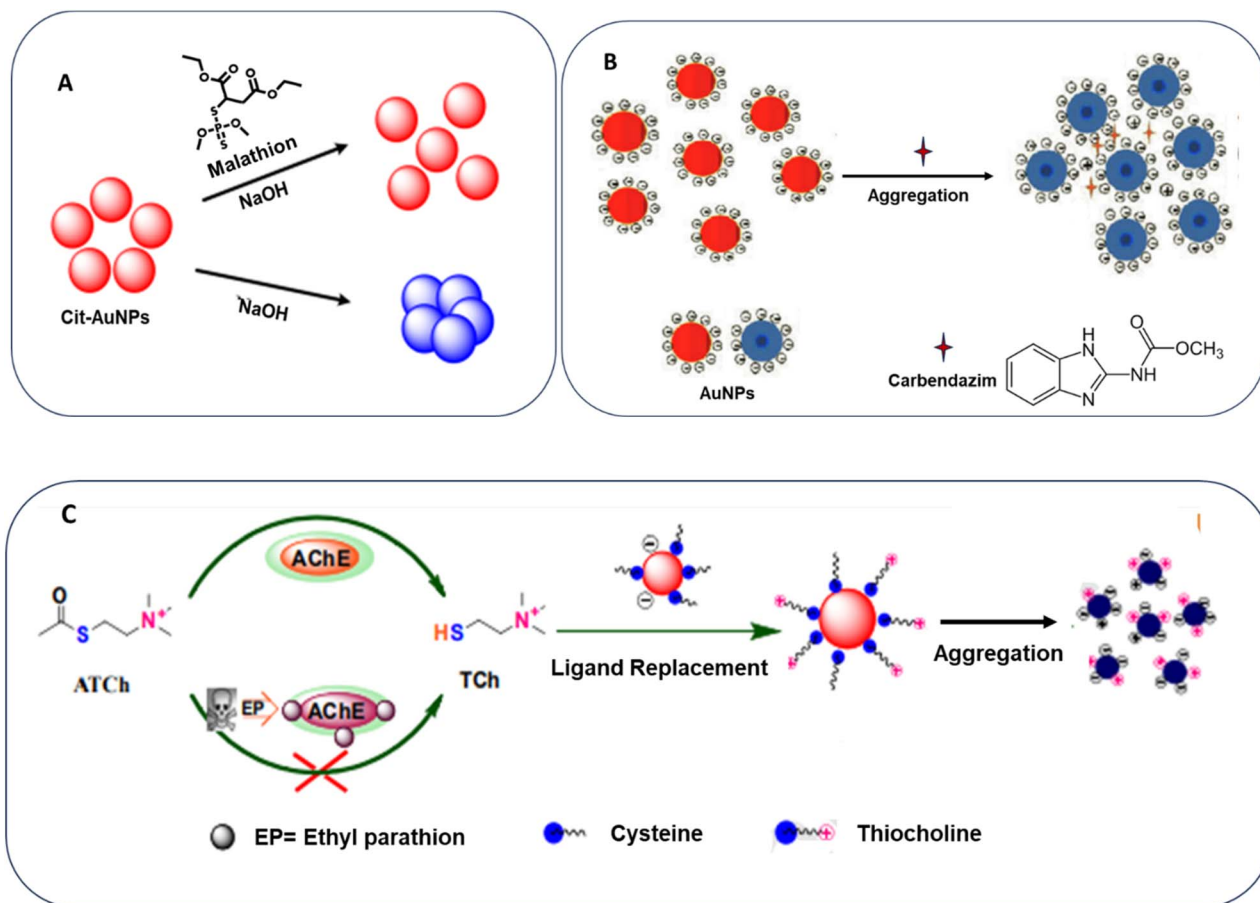 A
Malathion
NaOH
Cit-AuNPs
NaOH
O
O
O
O
S
P
O
O
S
B
Aggregation
AuNPs
Carbendazim
H
N
N
NH
O
OCH3
C
AChE
O
S
N+
ATCh
HS
N+
TCh
EP
AChE
Ligand Replacement
Aggregation
EP= Ethyl parathion
Cysteine
Thiocholine